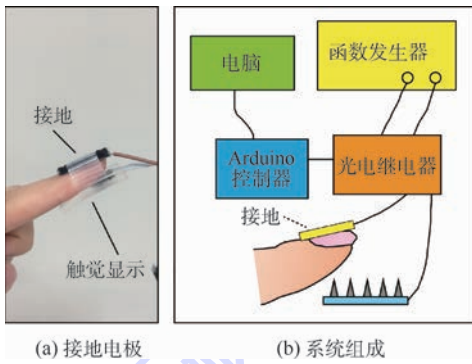 接地
触觉显示
(a) 接地电极
电脑
函数发生器
Arduino
控制器
光电继电器
接地
(b) 系统组成